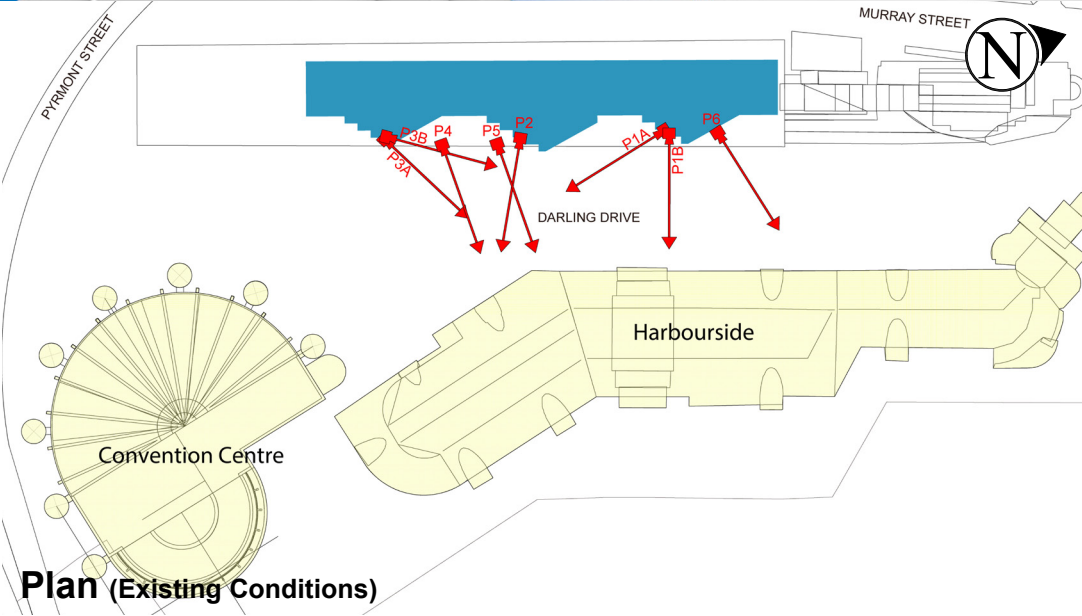 PYRMONT STREET
MURRAY STREET
N
P3B
P4
P5
P2
P1A
P1B
P6
P3A
DARLING DRIVE
Harbourside
Convention Centre
Plan (Existing Conditions)